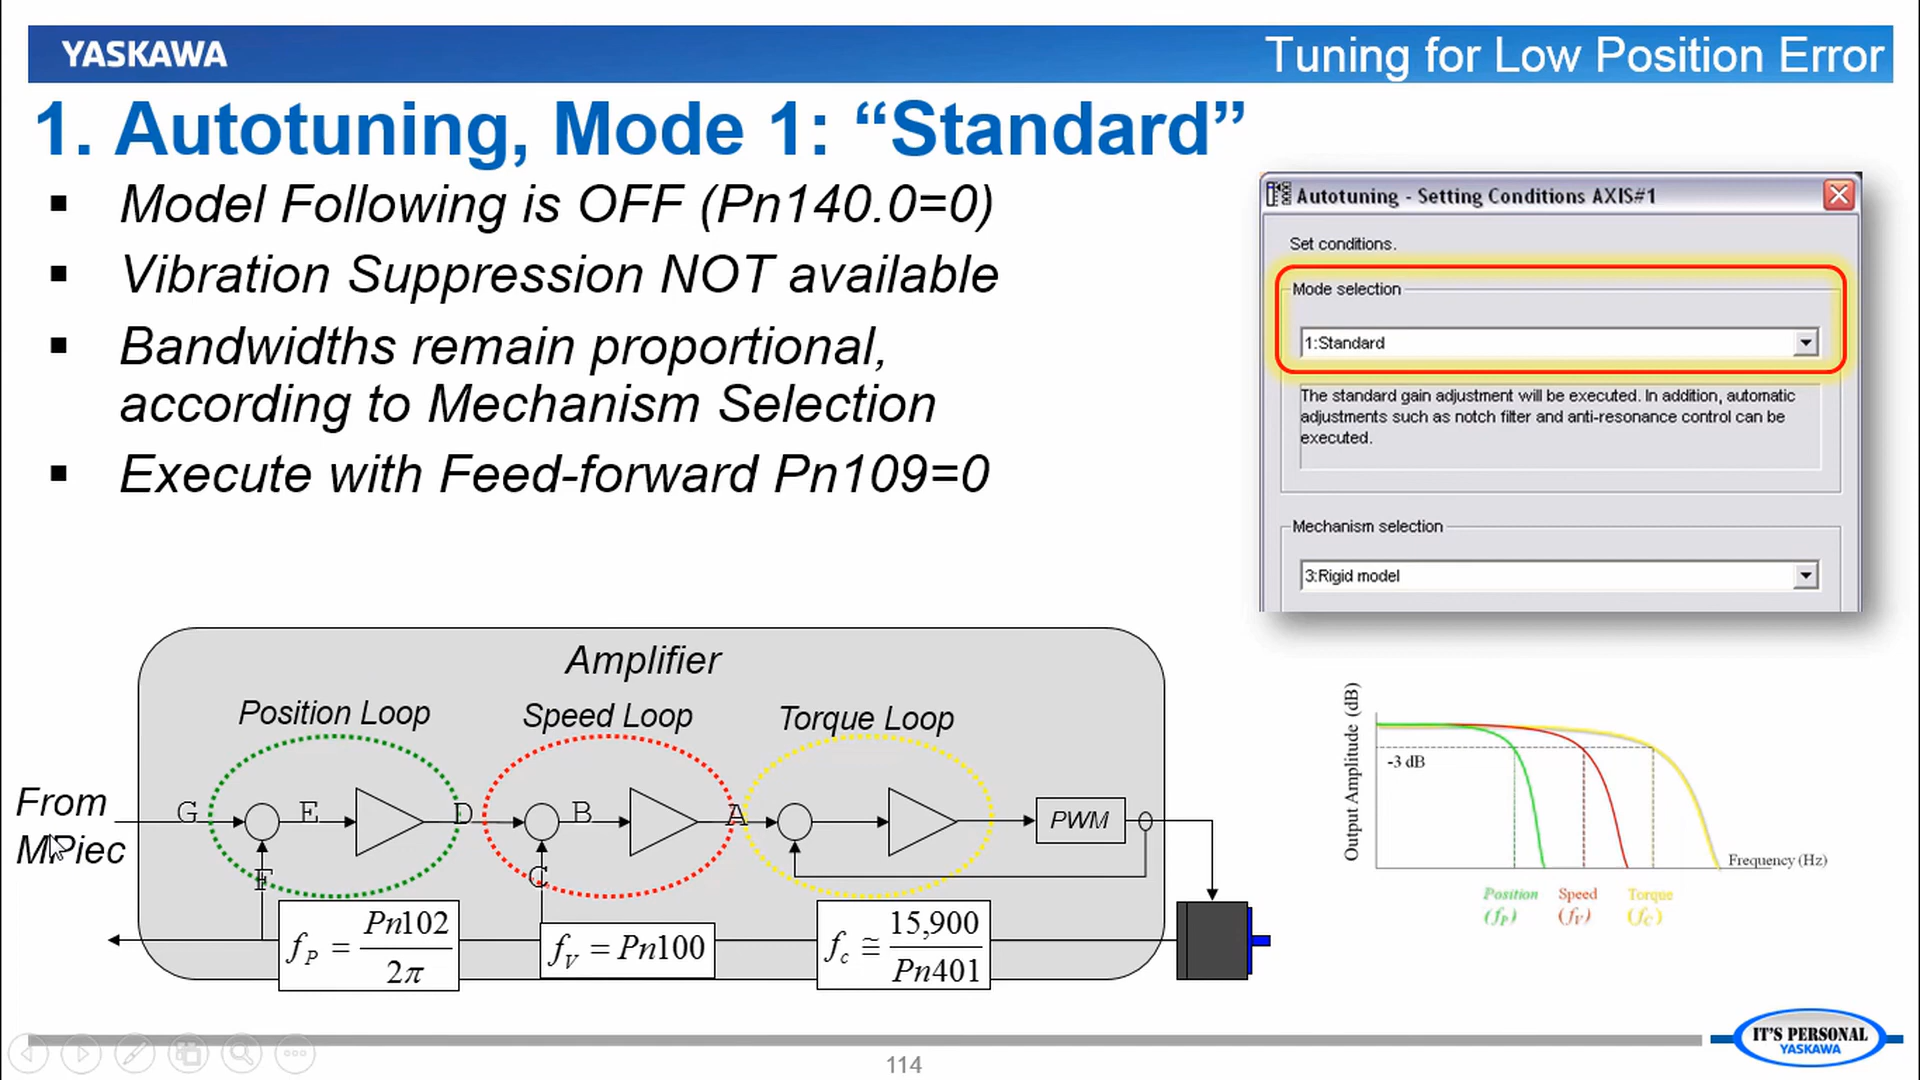 YASKAWA
Tuning for Low Position Error
1. Autotuning, Mode 1: “Standard”
▪ Model Following is OFF (Pn140.0=0)
▪ Vibration Suppression NOT available
▪ Bandwidths remain proportional,
according to Mechanism Selection
▪ Execute with Feed-forward Pn109=0
Autotuning - Setting Conditions AXIS#1
Set conditions.
Mode selection
1:Standard
The standard gain adjustment will be executed. In addition, automatic
adjustments such as notch filter and anti-resonance control can be
executed.
Mechanism selection
3:Rigid model
Amplifier
Position Loop
Speed Loop
Torque Loop
From
MPiec
G
E
D
B
A
F
C
PWM
f_P = Pn102 / 2π
f_V = Pn100
f_c ≅ 15,900 / Pn401
Output Amplitude (dB)
-3 dB
Frequency (Hz)
Position
(f_P)
Speed
(f_V)
Torque
(f_C)
114
IT'S PERSONAL
YASKAWA